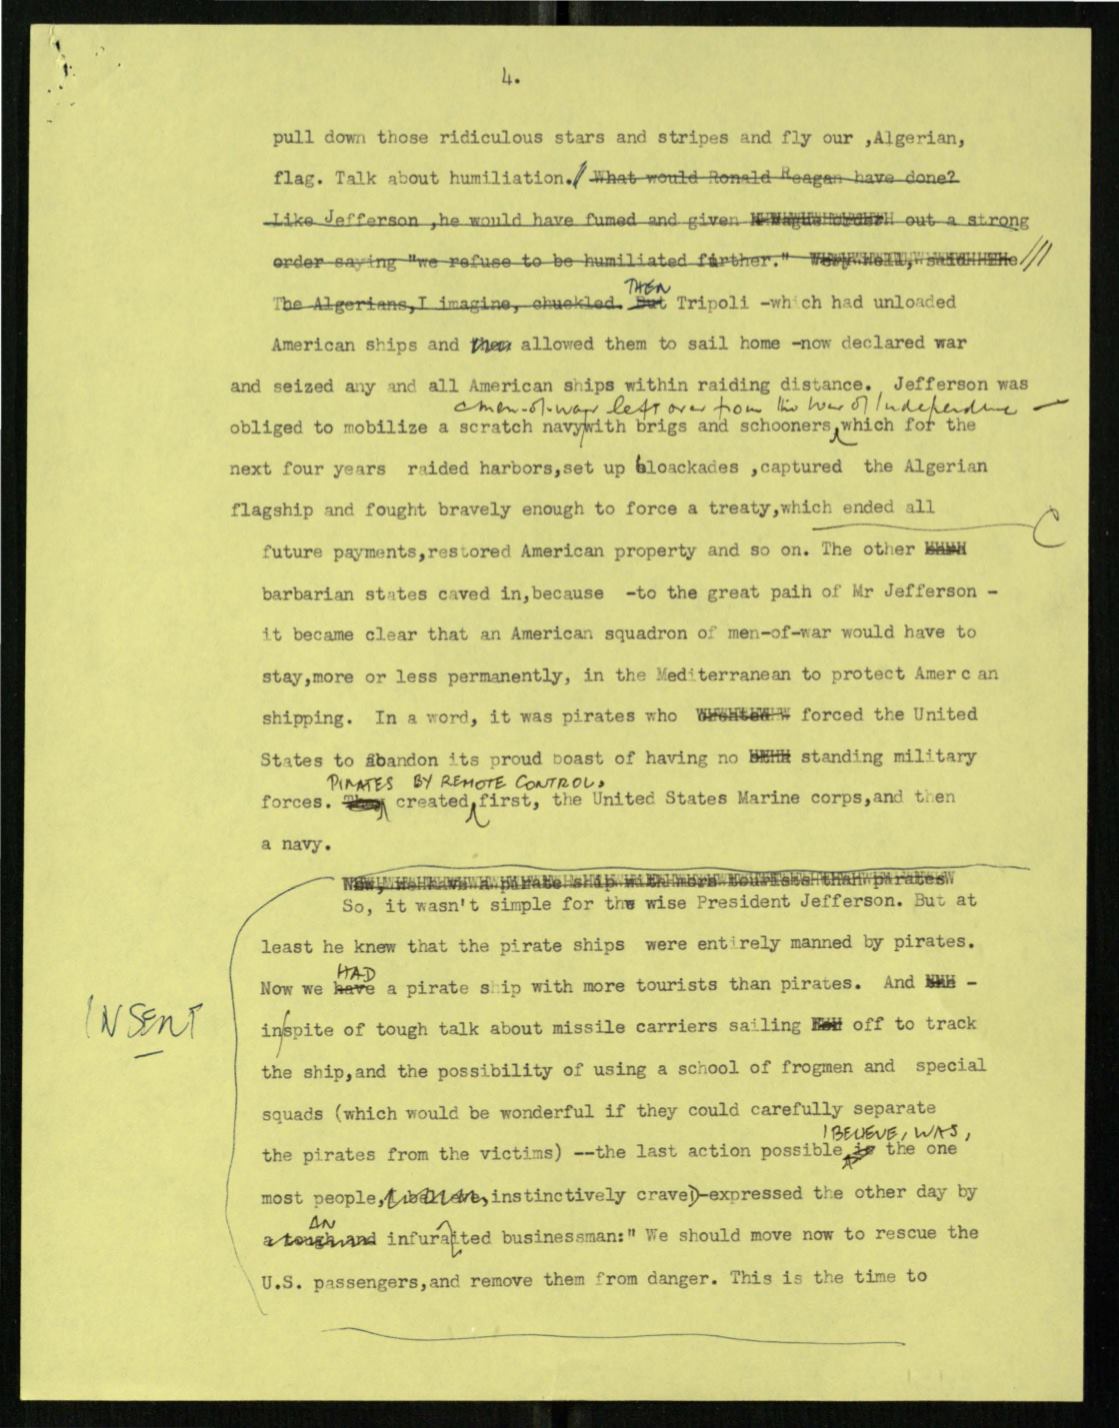 4.
pull down those ridiculous stars and stripes and fly our ,Algerian,
flag. Talk about humiliation.// What would Ronald Reagan have done?
Like Jefferson ,he would have fumed and given out a strong
order saying "we refuse to be humiliated farther." ///
The Algerians,I imagine, chuckled. But Tripoli -which had unloaded
THEN
American ships and then allowed them to sail home -now declared war
and seized any and all American ships within raiding distance. Jefferson was
men-of-war left over from the War of Independence —
obliged to mobilize a scratch navy with brigs and schooners, which for the
next four years raided harbors,set up bloackades ,captured the Algerian
flagship and fought bravely enough to force a treaty,which ended all
future payments,restored American property and so on. The other
barbarian states caved in,because -to the great paih of Mr Jefferson -
it became clear that an American squadron of men-of-war would have to
stay,more or less permanently, in the Mediterranean to protect Amer c an
shipping. In a word, it was pirates who forced the United
States to abandon its proud boast of having no standing military
PIRATES BY REMOTE CONTROL,
forces. They created, first, the United States Marine corps,and then
a navy.
Now, we have a pirate ship with more tourists than pirates
So, it wasn't simple for the wise President Jefferson. But at
least he knew that the pirate ships were entirely manned by pirates.
HAD
Now we have a pirate ship with more tourists than pirates. And -
INSERT
in/spite of tough talk about missile carriers sailing off to track
the ship,and the possibility of using a school of frogmen and special
squads (which would be wonderful if they could carefully separate
I BELIEVE, WAS,
the pirates from the victims) --the last action possible is the one
most people, I believe, instinctively crave)-expressed the other day by
AN
a tough and infuraited businessman:" We should move now to rescue the
U.S. passengers,and remove them from danger. This is the time to